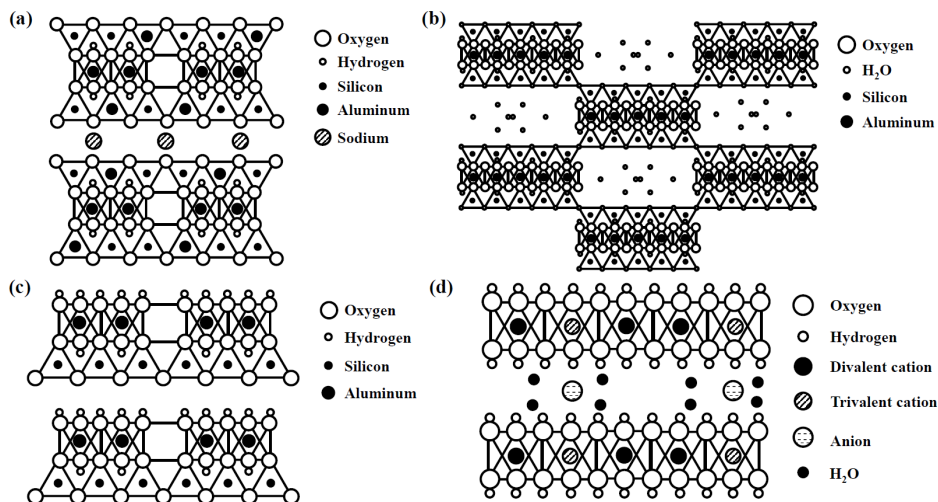 (a)
Oxygen
Hydrogen
Silicon
Aluminum
Sodium
(b)
Oxygen
H₂O
Silicon
Aluminum
(c)
Oxygen
Hydrogen
Silicon
Aluminum
(d)
Oxygen
Hydrogen
Divalent cation
Trivalent cation
Anion
H₂O